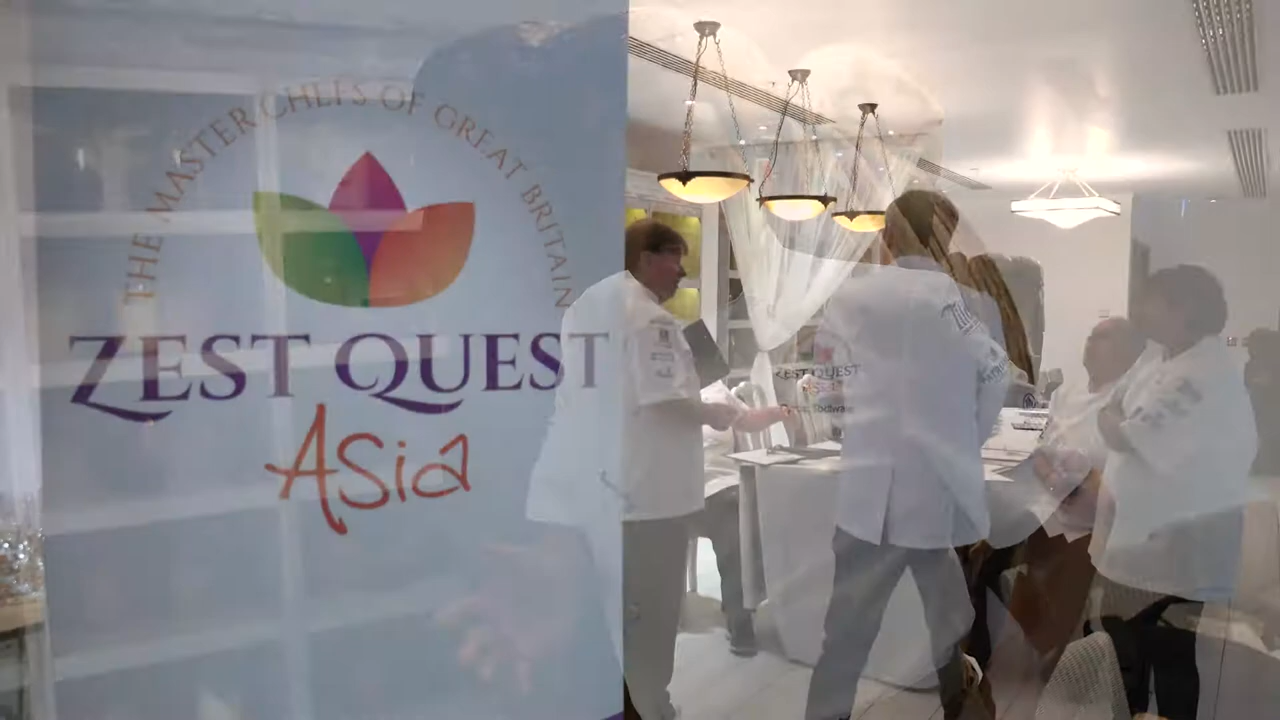 THE MASTER CHEFS OF GREAT BRITAIN
ZEST QUEST
Asia
ZEST QUEST